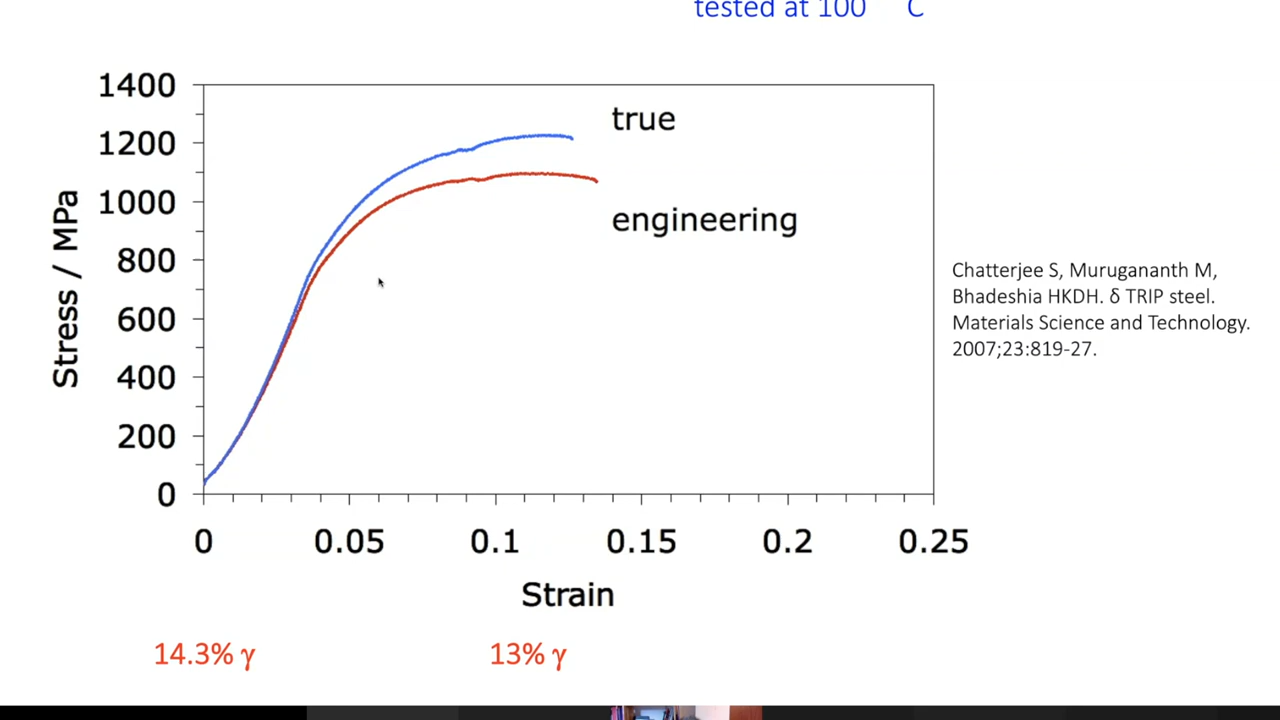 tested at 100 C
1400
1200
1000
800
600
400
200
0
Stress / MPa
true
engineering
0 0.05 0.1 0.15 0.2 0.25
Strain
Chatterjee S, Murugananth M,
Bhadeshia HKDH. δ TRIP steel.
Materials Science and Technology.
2007;23:819-27.
14.3% γ 13% γ